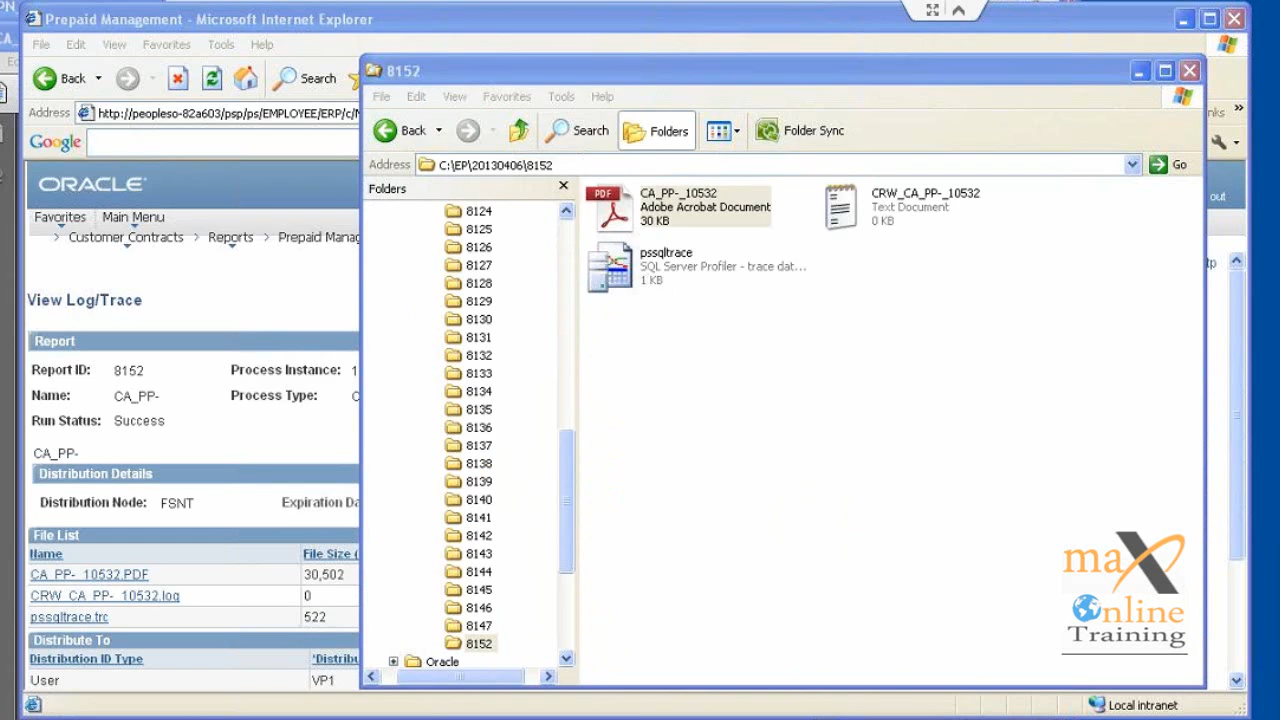 Prepaid Management - Microsoft Internet Explorer
File Edit View Favorites Tools Help
Back Search
Address http://peopleso-82a603/psp/ps/EMPLOYEE/ERP/c/
Google
ORACLE
Favorites Main Menu
Customer Contracts > Reports > Prepaid Mana
out
View Log/Trace
Report
Report ID: 8152 Process Instance: 1
Name: CA_PP- Process Type:
Run Status: Success
CA_PP-
Distribution Details
Distribution Node: FSNT Expiration Da
File List
Name File Size (
CA_PP-_10532.PDF 30,502
CRW_CA_PP-_10532.log 0
pssqltrace.trc 522
Distribute To
Distribution ID Type *Distribu
User VP1
Local intranet
8152
File Edit View Favorites Tools Help
Back Search Folders Folder Sync
Address C:\EP\20130406\8152 Go
Folders
8124
8125
8126
8127
8128
8129
8130
8131
8132
8133
8134
8135
8136
8137
8138
8139
8140
8141
8142
8143
8144
8145
8146
8147
8152
Oracle
PDF
CA_PP-_10532
Adobe Acrobat Document
30 KB
CRW_CA_PP-_10532
Text Document
0 KB
pssqltrace
SQL Server Profiler - trace dat...
1 KB
maX
Online
Training